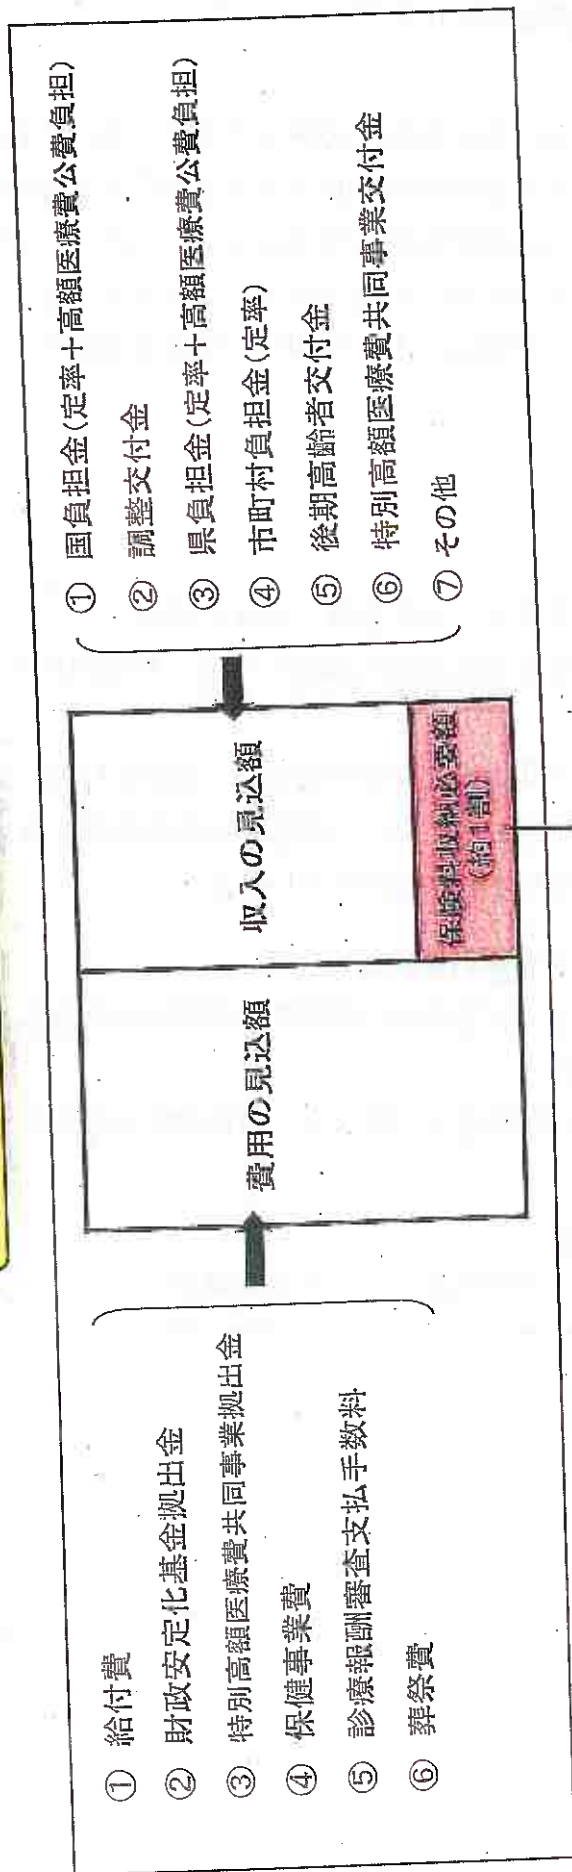 ① 給付費
② 財政安定化基金拠出金
③ 特別高額医療費共同事業拠出金
④ 保健事業費
⑤ 診療報酬審査支払手数料
⑥ 葬祭費
費用の見込額
収入の見込額
保険料収納必要額
(約1割)
① 国負担金(定率+高額医療費公費負担)
② 調整交付金
③ 県負担金(定率+高額医療費公費負担)
④ 市町村負担金(定率)
⑤ 後期高齢者交付金
⑥ 特別高額医療費共同事業交付金
⑦ その他